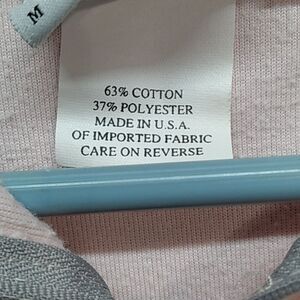 M
63% COTTON
37% POLYESTER
MADE IN U.S.A.
OF IMPORTED FABRIC
CARE ON REVERSE